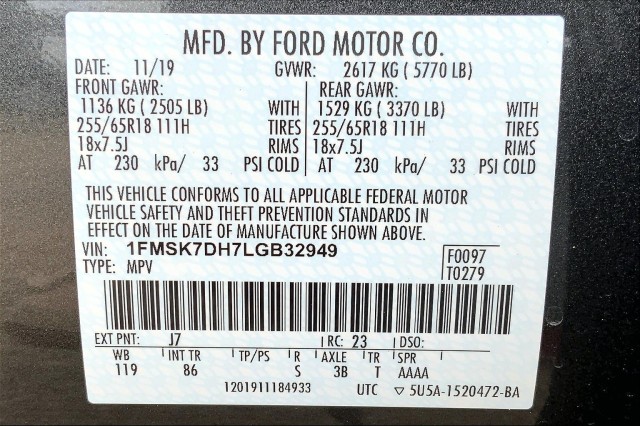 MFD. BY FORD MOTOR CO.
DATE: 11/19 GVWR: 2617 KG ( 5770 LB)
FRONT GAWR: REAR GAWR:
1136 KG ( 2505 LB) WITH 1529 KG ( 3370 LB) WITH
255/65R18 111H TIRES 255/65R18 111H TIRES
18x7.5J RIMS 18x7.5J RIMS
AT 230 kPa/ 33 PSI COLD AT 230 kPa/ 33 PSI COLD
THIS VEHICLE CONFORMS TO ALL APPLICABLE FEDERAL MOTOR
VEHICLE SAFETY AND THEFT PREVENTION STANDARDS IN
EFFECT ON THE DATE OF MANUFACTURE SHOWN ABOVE.
VIN: 1FMSK7DH7LGB32949 F0097
TYPE: MPV T0279
EXT PNT: J7 RC: 23 DSO:
WB INT TR TP/PS R AXLE TR SPR
119 86 S 3B T AAAA
1201911184933 UTC ▽ 5U5A-1520472-BA